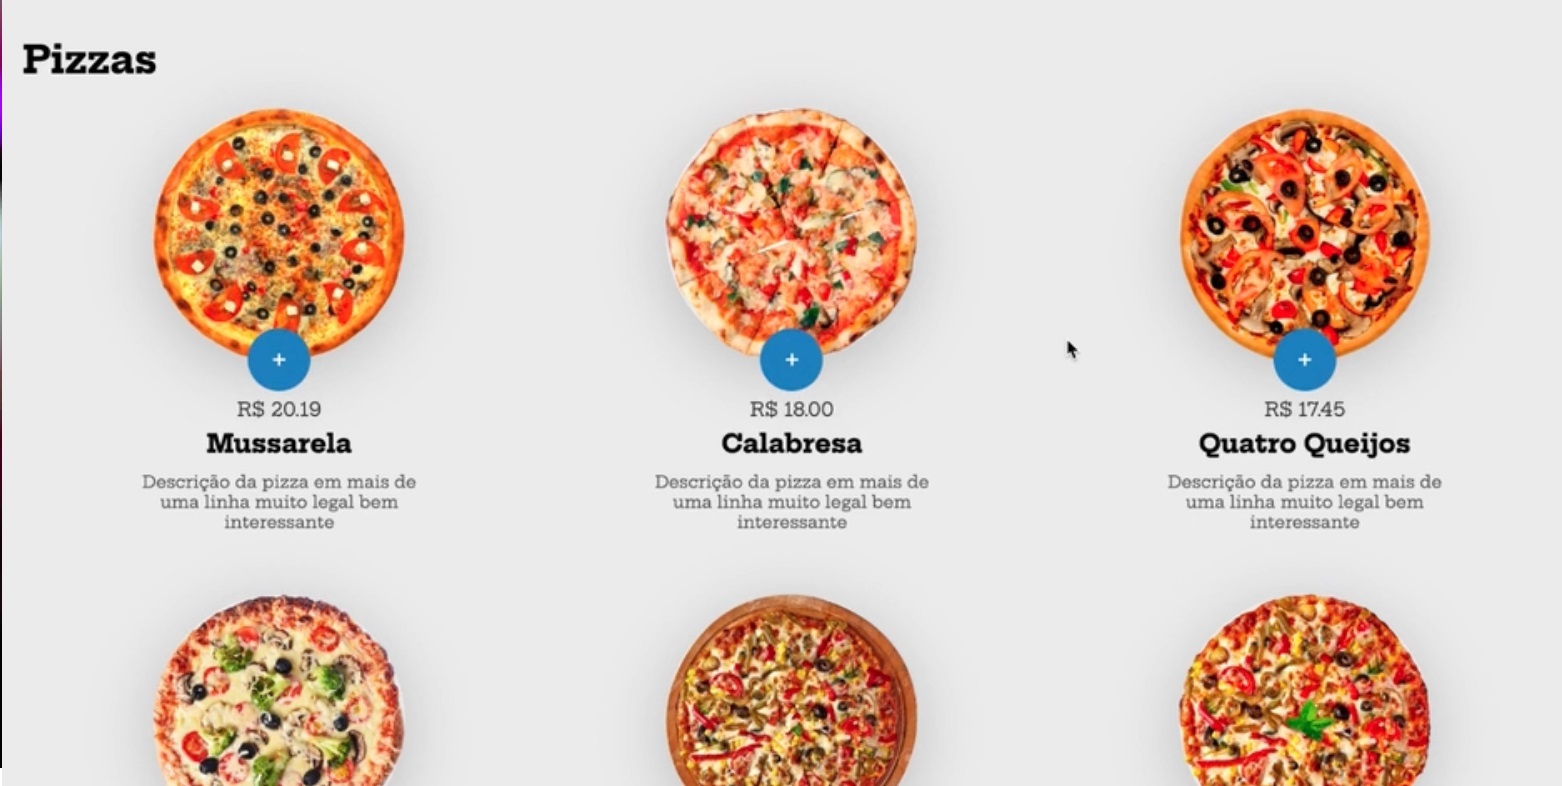 Pizzas
+
+
+
R$ 20.19
R$ 18.00
R$ 17.45
Mussarela
Calabresa
Quatro Queijos
Descrição da pizza em mais de
uma linha muito legal bem
interessante
Descrição da pizza em mais de
uma linha muito legal bem
interessante
Descrição da pizza em mais de
uma linha muito legal bem
interessante